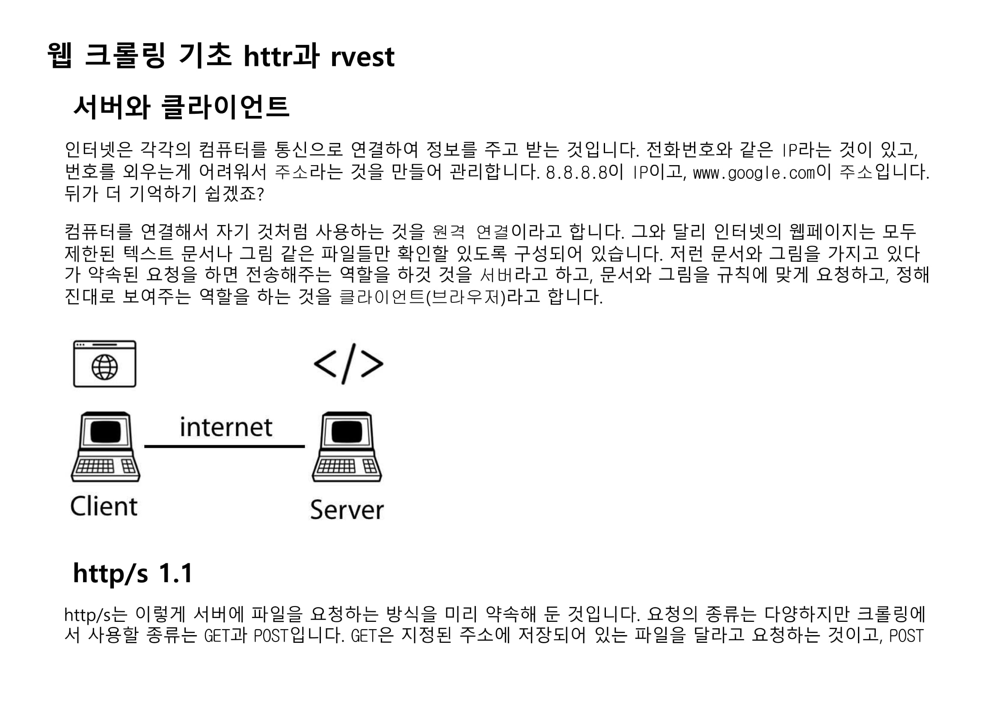 웹 크롤링 기초 httr과 rvest
서버와 클라이언트
인터넷은 각각의 컴퓨터를 통신으로 연결하여 정보를 주고 받는 것입니다. 전화번호와 같은 IP라는 것이 있고,
번호를 외우는게 어려워서 주소라는 것을 만들어 관리합니다. 8.8.8.8이 IP이고, www.google.com이 주소입니다.
뒤가 더 기억하기 쉽겠죠?
컴퓨터를 연결해서 자기 것처럼 사용하는 것을 원격 연결이라고 합니다. 그와 달리 인터넷의 웹페이지는 모두
제한된 텍스트 문서나 그림 같은 파일들만 확인할 있도록 구성되어 있습니다. 저런 문서와 그림을 가지고 있다
가 약속된 요청을 하면 전송해주는 역할을 하것 것을 서버라고 하고, 문서와 그림을 규칙에 맞게 요청하고, 정해
진대로 보여주는 역할을 하는 것을 클라이언트(브라우저)라고 합니다.
</>
internet
Client
Server
http/s 1.1
http/s는 이렇게 서버에 파일을 요청하는 방식을 미리 약속해 둔 것입니다. 요청의 종류는 다양하지만 크롤링에
서 사용할 종류는 GET과 POST입니다. GET은 지정된 주소에 저장되어 있는 파일을 달라고 요청하는 것이고, POST